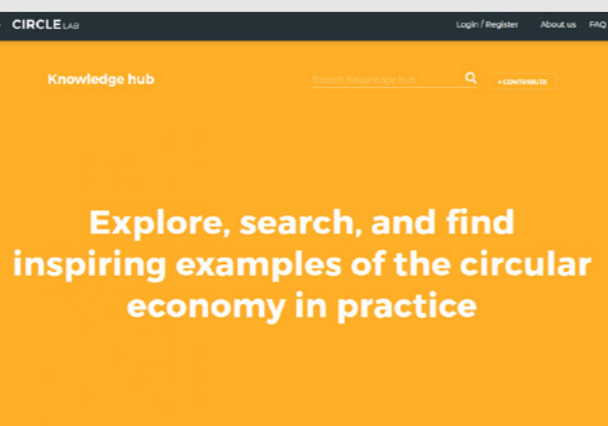 CIRCLE LAB
Login / Register About us FAQ
Knowledge hub
Search Knowledge hub
+ CONTRIBUTE
Explore, search, and find
inspiring examples of the circular
economy in practice